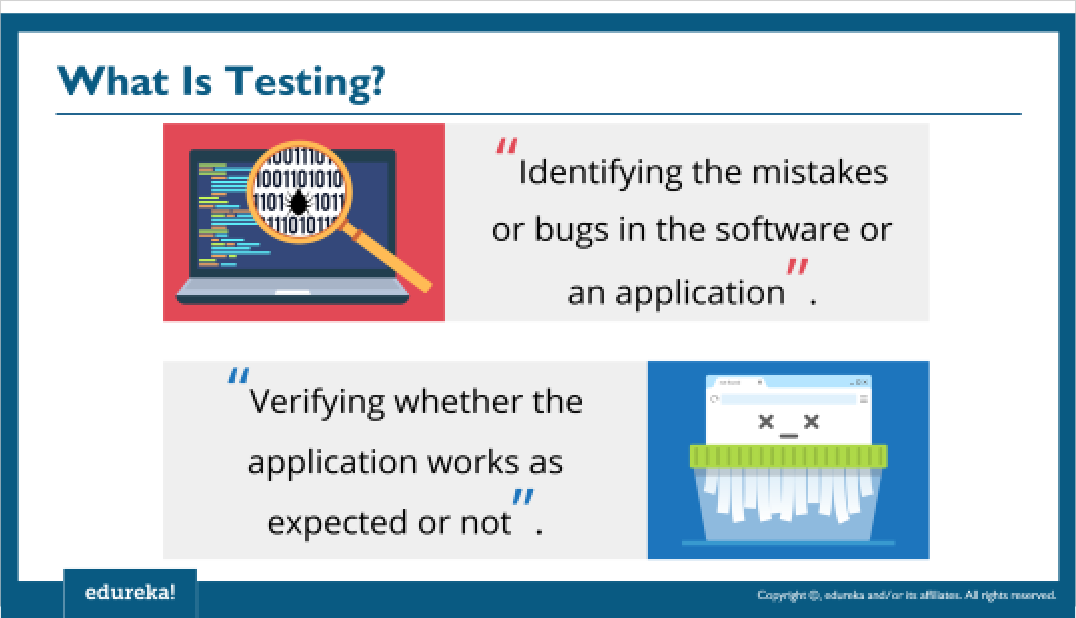 What Is Testing?
“Identifying the mistakes
or bugs in the software or
an application”.
“Verifying whether the
application works as
expected or not”.
edureka!
Copyright ©, edureka and/or its affiliates. All rights reserved.